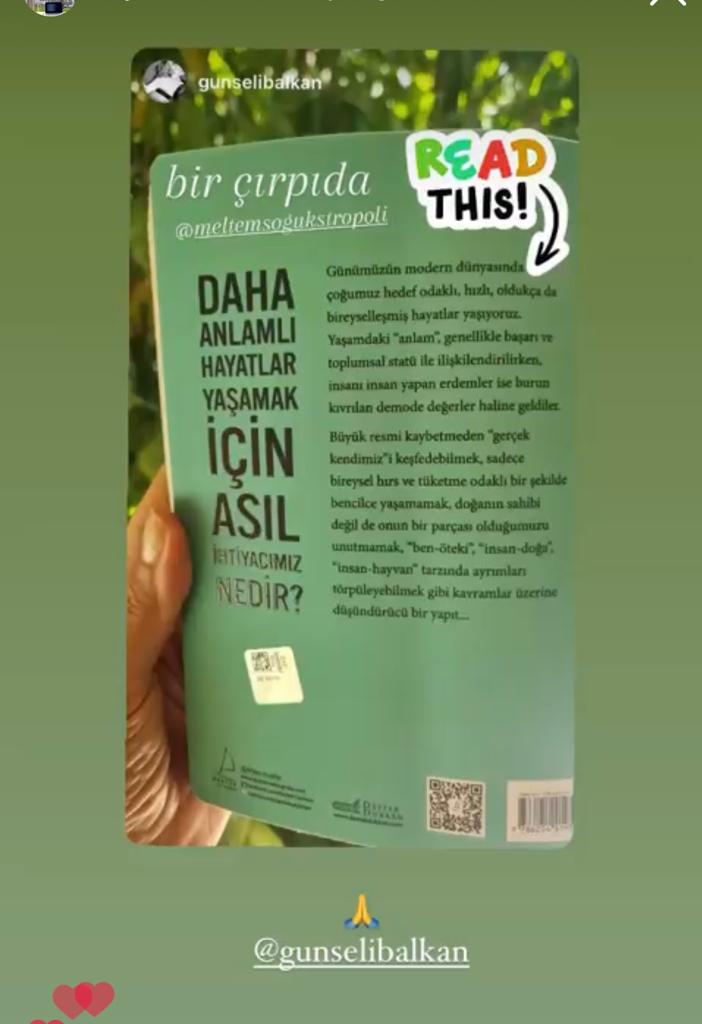 gunselibalkan
bir çırpıda
@meltemsogukstropoli
READ
THIS!
DAHA
ANLAMLI
HAYATLAR
YAŞAMAK
İÇİN
ASIL
İHTİYACIMIZ
NEDİR?
Günümüzün modern dünyasında
çoğumuz hedef odaklı, hızlı, oldukça da
bireyselleşmiş hayatlar yaşıyoruz.
Yaşamdaki "anlam", genellikle başarı ve
toplumsal statü ile ilişkilendirilirken,
insanı insan yapan erdemler ise burun
kıvrılan demode değerler haline geldiler.
Büyük resmi kaybetmeden "gerçek
kendimiz"i keşfedebilmek, sadece
bireysel hırs ve tüketme odaklı bir şekilde
bencilce yaşamamak, doğanın sahibi
değil de onun bir parçası olduğumuzu
unutmamak, "ben-öteki", "insan-doğa",
"insan-hayvan" tarzında ayrımları
törpüleyebilmek gibi kavramlar üzerine
düşündürücü bir yapıt...
DESTEK
DÜKKAN
@gunselibalkan